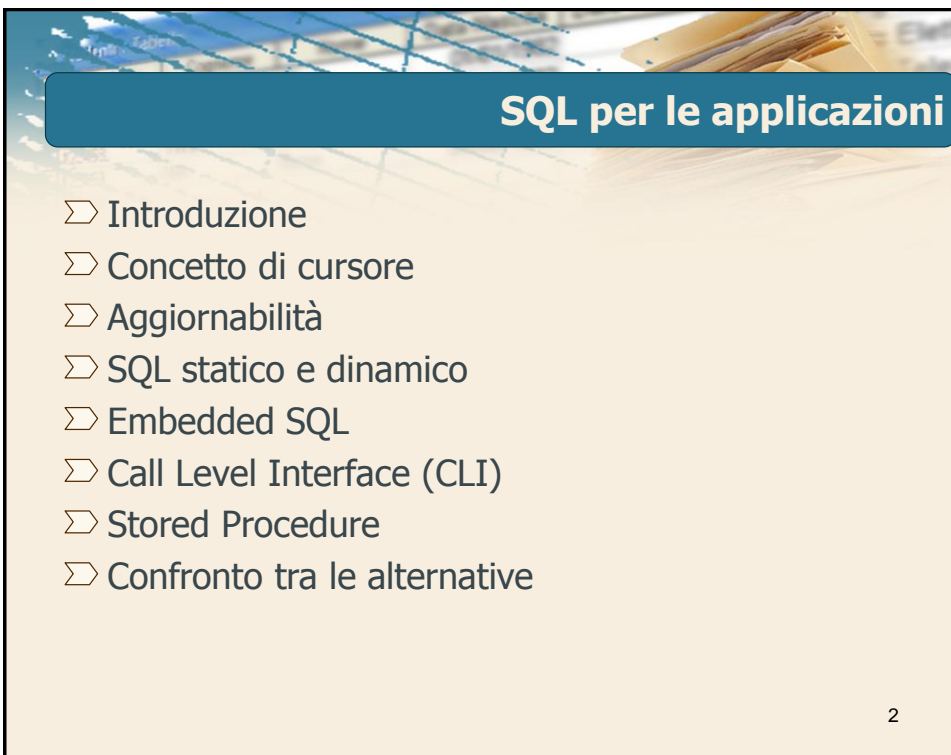 SQL per le applicazioni
Introduzione
Concetto di cursore
Aggiornabilità
SQL statico e dinamico
Embedded SQL
Call Level Interface (CLI)
Stored Procedure
Confronto tra le alternative
2